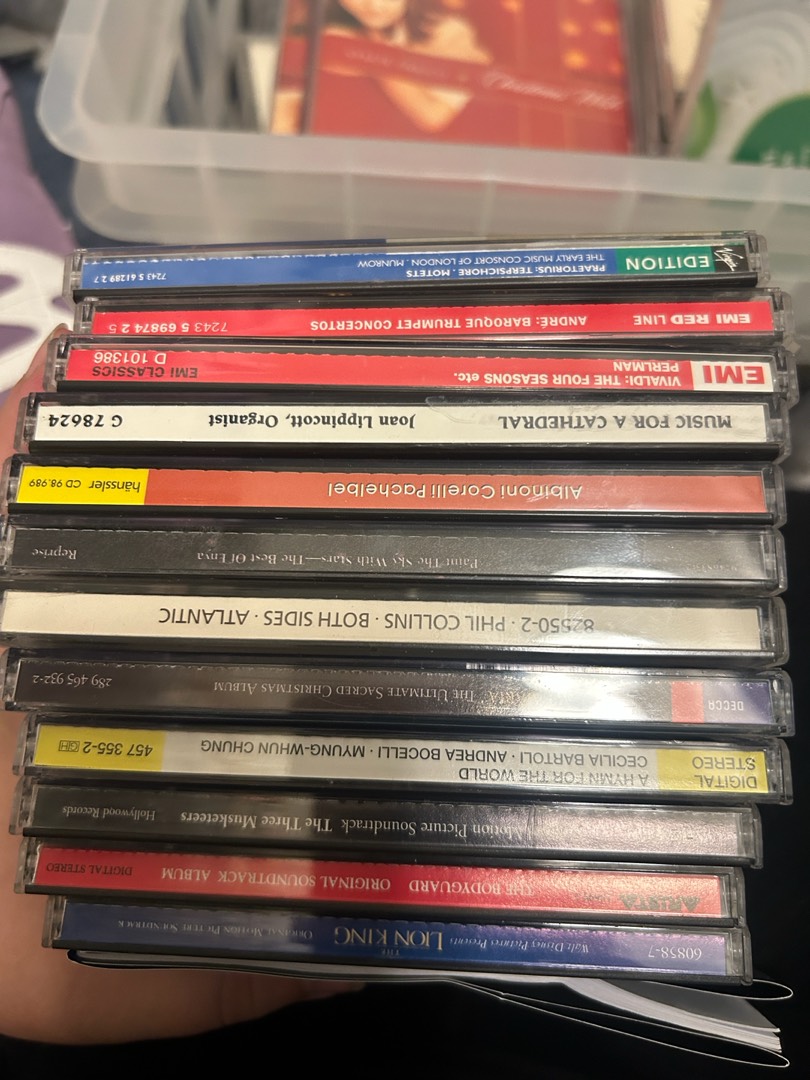 Christmas
Virgin
EDITION
PRAETORIUS: TERPSICHORE. MOTETS
THE EARLY MUSIC CONSORT OF LONDON . MUNROW
7243 5 61289 2 7
EMI RED LINE
ANDRÉ: BAROQUE TRUMPET CONCERTOS
7243 5 69874 2 5
EMI
VIVALDI: THE FOUR SEASONS etc.
PERLMAN
EMI CLASSICS
D 101386
MUSIC FOR A CATHEDRAL
Joan Lippincott, Organist
G 78624
Albinoni Corelli Pachelbel
hänssler CD 98.989
Paint The Sky With Stars—The Best Of Enya
Reprise
82550-2 · PHIL COLLINS · BOTH SIDES · ATLANTIC
DECCA
THE ULTIMATE SACRED CHRISTMAS ALBUM
289 465 932-2
DIGITAL
STEREO
A HYMN FOR THE WORLD
CECILIA BARTOLI · ANDREA BOCELLI · MYUNG-WHUN CHUNG
457 355-2 GH
Motion Picture Soundtrack The Three Musketeers
Hollywood Records
ARISTA
THE BODYGUARD ORIGINAL SOUNDTRACK ALBUM
DIGITAL STEREO
60858-7
Walt Disney Pictures Presents
THE LION KING
ORIGINAL MOTION PICTURE SOUNDTRACK